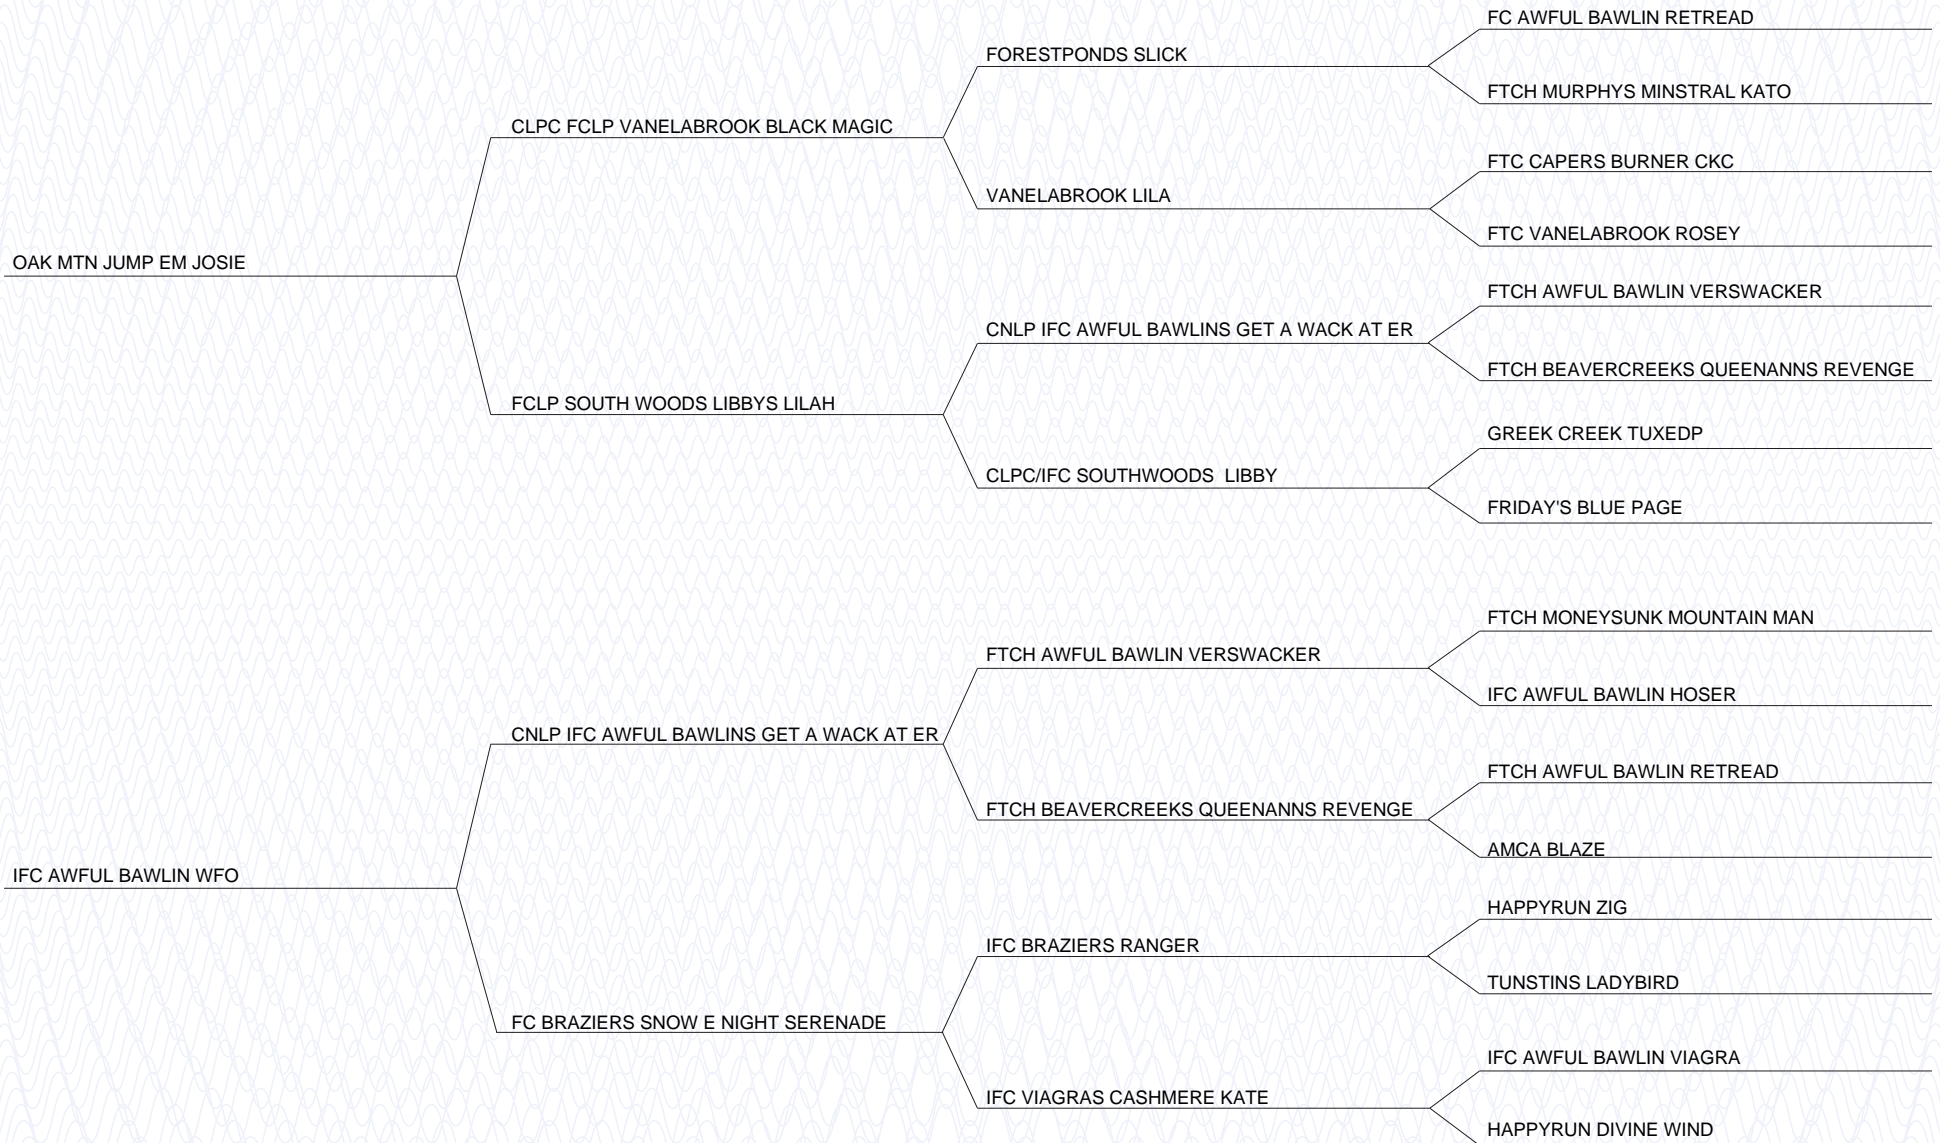 FC AWFUL BAWLIN RETREAD
FORESTPONDS SLICK
FTCH MURPHYS MINSTRAL KATO
CLPC FCLP VANELABROOK BLACK MAGIC
FTC CAPERS BURNER CKC
VANELABROOK LILA
FTC VANELABROOK ROSEY
OAK MTN JUMP EM JOSIE
FTCH AWFUL BAWLIN VERSWACKER
CNLP IFC AWFUL BAWLINS GET A WACK AT ER
FTCH BEAVERCREEKS QUEENANNS REVENGE
FCLP SOUTH WOODS LIBBYS LILAH
GREEK CREEK TUXEDP
CLPC/IFC SOUTHWOODS  LIBBY
FRIDAY'S BLUE PAGE
FTCH MONEYSUNK MOUNTAIN MAN
FTCH AWFUL BAWLIN VERSWACKER
IFC AWFUL BAWLIN HOSER
CNLP IFC AWFUL BAWLINS GET A WACK AT ER
FTCH AWFUL BAWLIN RETREAD
FTCH BEAVERCREEKS QUEENANNS REVENGE
AMCA BLAZE
IFC AWFUL BAWLIN WFO
HAPPYRUN ZIG
IFC BRAZIERS RANGER
TUNSTINS LADYBIRD
FC BRAZIERS SNOW E NIGHT SERENADE
IFC AWFUL BAWLIN VIAGRA
IFC VIAGRAS CASHMERE KATE
HAPPYRUN DIVINE WIND